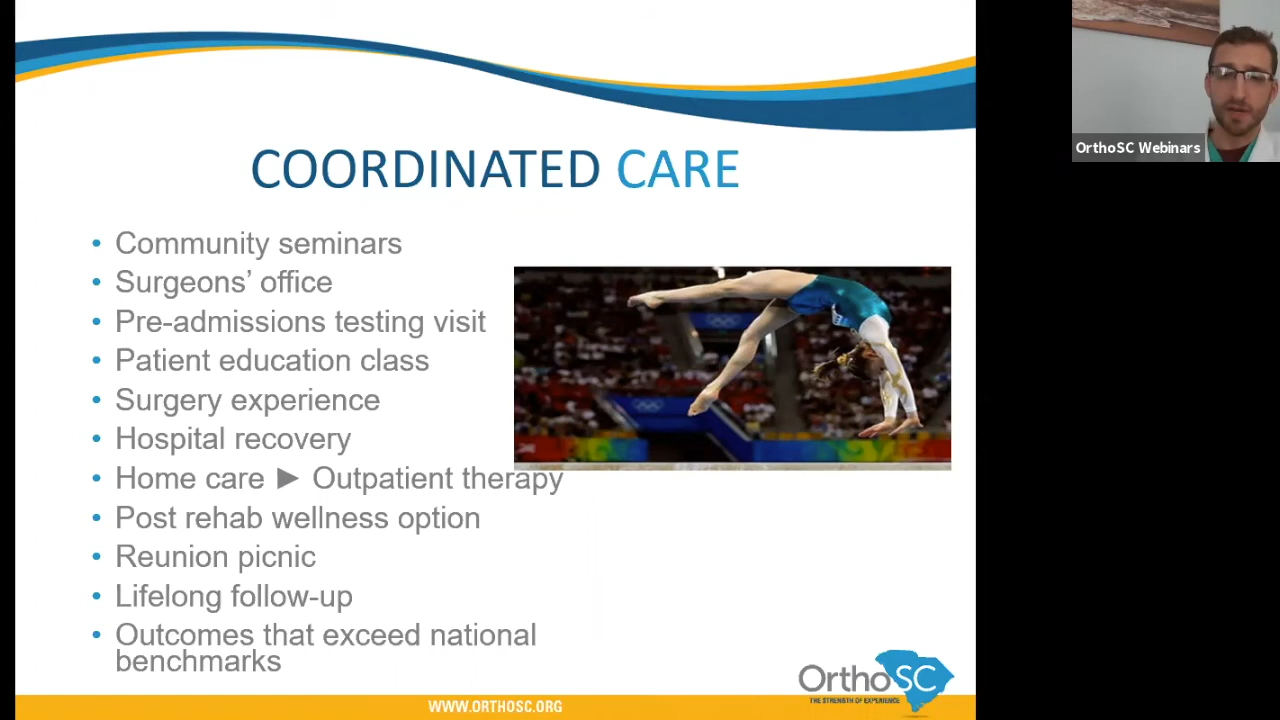 OrthoSC Webinars
COORDINATED CARE
• Community seminars
• Surgeons’ office
• Pre-admissions testing visit
• Patient education class
• Surgery experience
• Hospital recovery
• Home care ► Outpatient therapy
• Post rehab wellness option
• Reunion picnic
• Lifelong follow-up
• Outcomes that exceed national
benchmarks
OrthoSC
THE STRENGTH OF EXPERIENCE
WWW.ORTHOSC.ORG